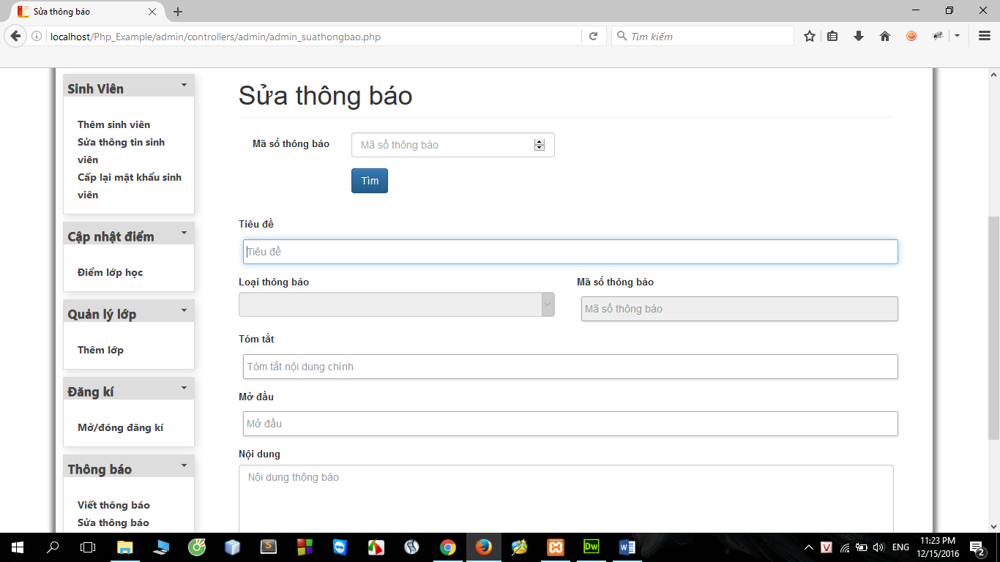 Sửa thông báo
localhost/Php_Example/admin/controllers/admin/admin_suathongbao.php
Tìm kiếm
Sinh Viên
Thêm sinh viên
Sửa thông tin sinh
viên
Cấp lại mật khẩu sinh
viên
Cập nhật điểm
Điểm lớp học
Quản lý lớp
Thêm lớp
Đăng kí
Mở/đóng đăng kí
Thông báo
Viết thông báo
Sửa thông báo
Sửa thông báo
Mã số thông báo
Mã số thông báo
Tìm
Tiêu đề
Tiêu đề
Loại thông báo
Mã số thông báo
Mã số thông báo
Tóm tắt
Tóm tắt nội dung chính
Mở đầu
Mở đầu
Nội dung
Nội dung thông báo
S
Dw
W
V
ENG
11:23 PM
12/15/2016
2